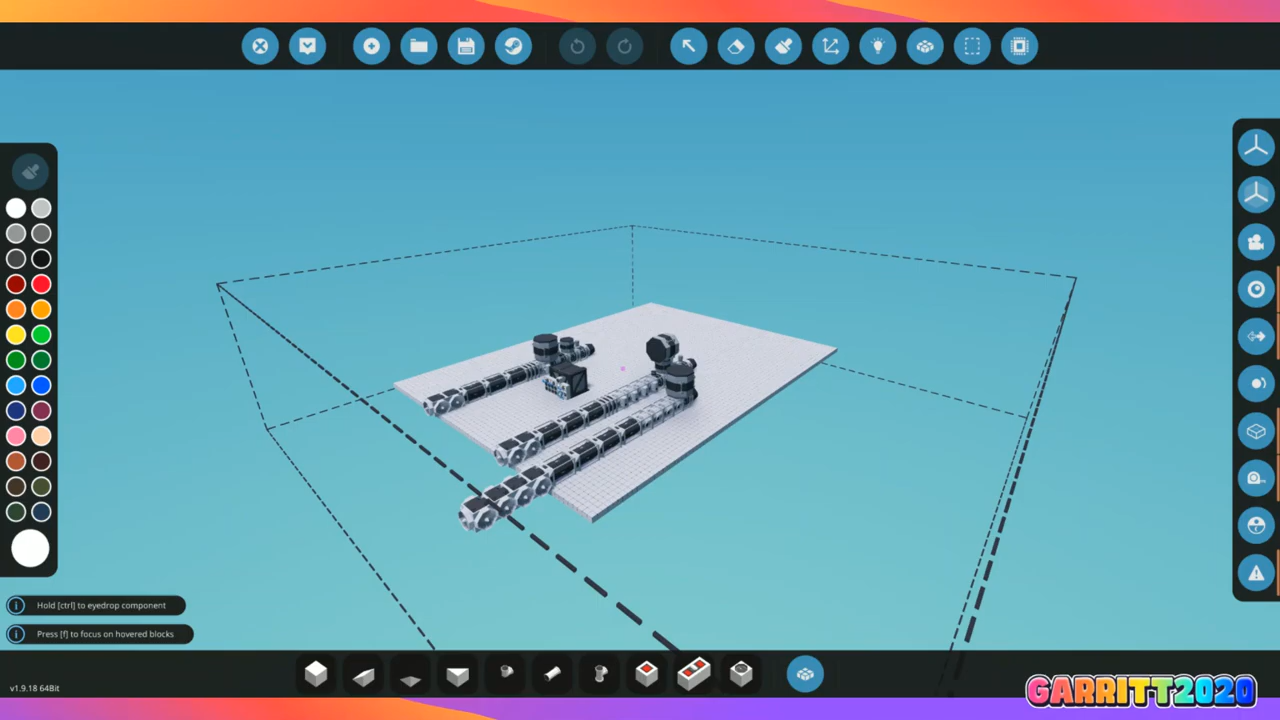 Hold [ctrl] to eyedrop component
Press [f] to focus on hovered blocks
v1.9.18 64Bit
GARRITT2020